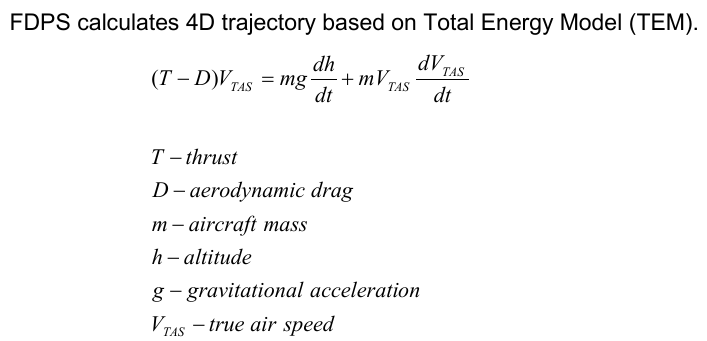 FDPS calculates 4D trajectory based on Total Energy Model (TEM).
(T − D)V_TAS = mg dh/dt + mV_TAS dV_TAS/dt
T − thrust
D − aerodynamic drag
m − aircraft mass
h − altitude
g − gravitational acceleration
V_TAS − true air speed